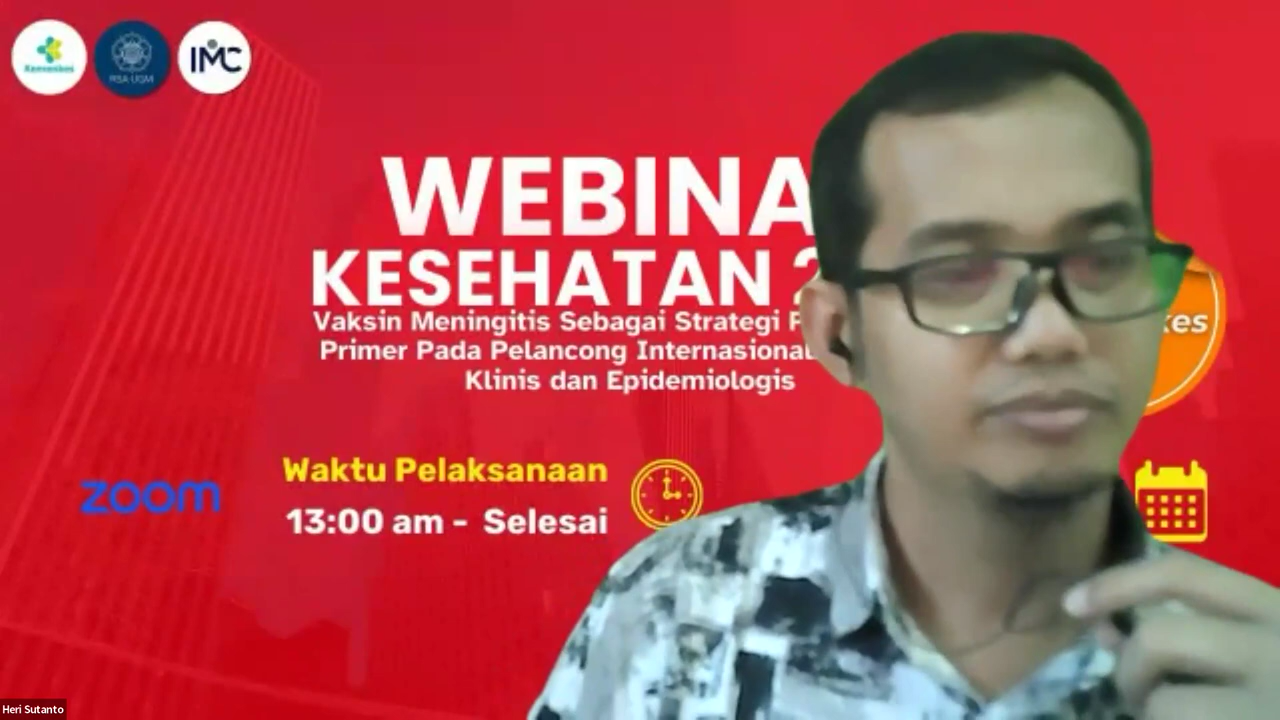 Kemenkes
RSA UGM
IMC
WEBINA
KESEHATAN 2
Vaksin Meningitis Sebagai Strategi P
Primer Pada Pelancong Internasional
Klinis dan Epidemiologis
kes
zoom
Waktu Pelaksanaan
13:00 am - Selesai
Heri Sutanto